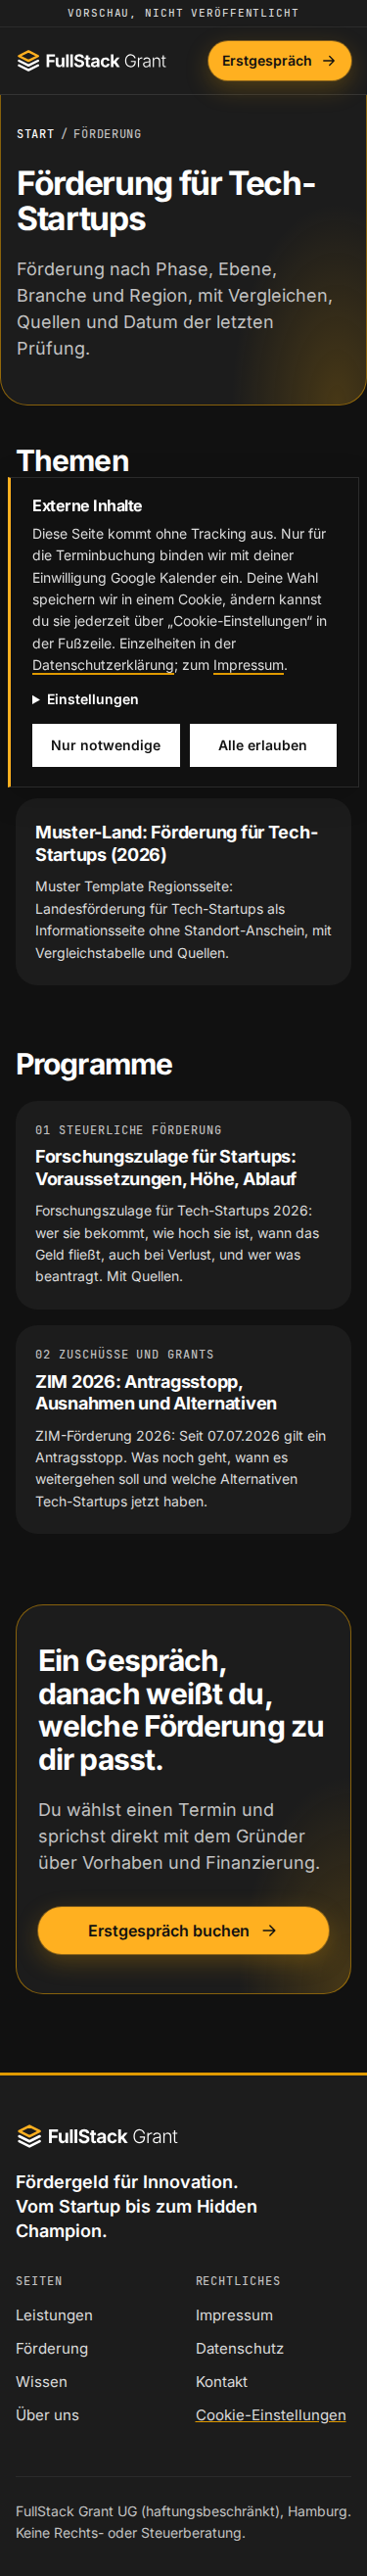 VORSCHAU, NICHT VERÖFFENTLICHT
FullStack Grant
Erstgespräch →
START / FÖRDERUNG
Förderung für Tech-
Startups
Förderung nach Phase, Ebene,
Branche und Region, mit Vergleichen,
Quellen und Datum der letzten
Prüfung.
Themen
Externe Inhalte
Diese Seite kommt ohne Tracking aus. Nur für
die Terminbuchung binden wir mit deiner
Einwilligung Google Kalender ein. Deine Wahl
speichern wir in einem Cookie, ändern kannst
du sie jederzeit über „Cookie-Einstellungen“ in
der Fußzeile. Einzelheiten in der
Datenschutzerklärung; zum Impressum.
▶ Einstellungen
Nur notwendige
Alle erlauben
Muster-Land: Förderung für Tech-
Startups (2026)
Muster Template Regionsseite:
Landesförderung für Tech-Startups als
Informationsseite ohne Standort-Anschein, mit
Vergleichstabelle und Quellen.
Programme
01 STEUERLICHE FÖRDERUNG
Forschungszulage für Startups:
Voraussetzungen, Höhe, Ablauf
Forschungszulage für Tech-Startups 2026:
wer sie bekommt, wie hoch sie ist, wann das
Geld fließt, auch bei Verlust, und wer was
beantragt. Mit Quellen.
02 ZUSCHÜSSE UND GRANTS
ZIM 2026: Antragsstopp,
Ausnahmen und Alternativen
ZIM-Förderung 2026: Seit 07.07.2026 gilt ein
Antragsstopp. Was noch geht, wann es
weitergehen soll und welche Alternativen
Tech-Startups jetzt haben.
Ein Gespräch,
danach weißt du,
welche Förderung zu
dir passt.
Du wählst einen Termin und
sprichst direkt mit dem Gründer
über Vorhaben und Finanzierung.
Erstgespräch buchen →
FullStack Grant
Fördergeld für Innovation.
Vom Startup bis zum Hidden
Champion.
SEITEN
Leistungen
Förderung
Wissen
Über uns
RECHTLICHES
Impressum
Datenschutz
Kontakt
Cookie-Einstellungen
FullStack Grant UG (haftungsbeschränkt), Hamburg.
Keine Rechts- oder Steuerberatung.